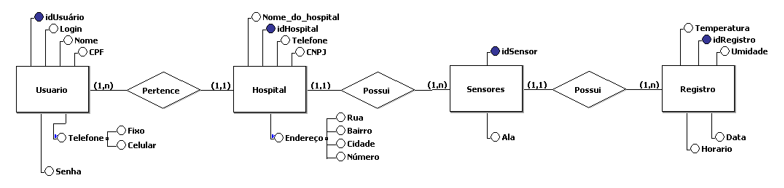 idUsuário
Login
Nome
CPF
Usuario
Telefone
Fixo
Celular
Senha
(1,n)
Pertence
(1,1)
Nome_do_hospital
idHospital
Telefone
CNPJ
Hospital
Endereço
Rua
Bairro
Cidade
Número
(1,1)
Possui
(1,n)
idSensor
Sensores
Ala
(1,1)
Possui
(1,n)
Temperatura
idRegistro
Umidade
Registro
Data
Horario